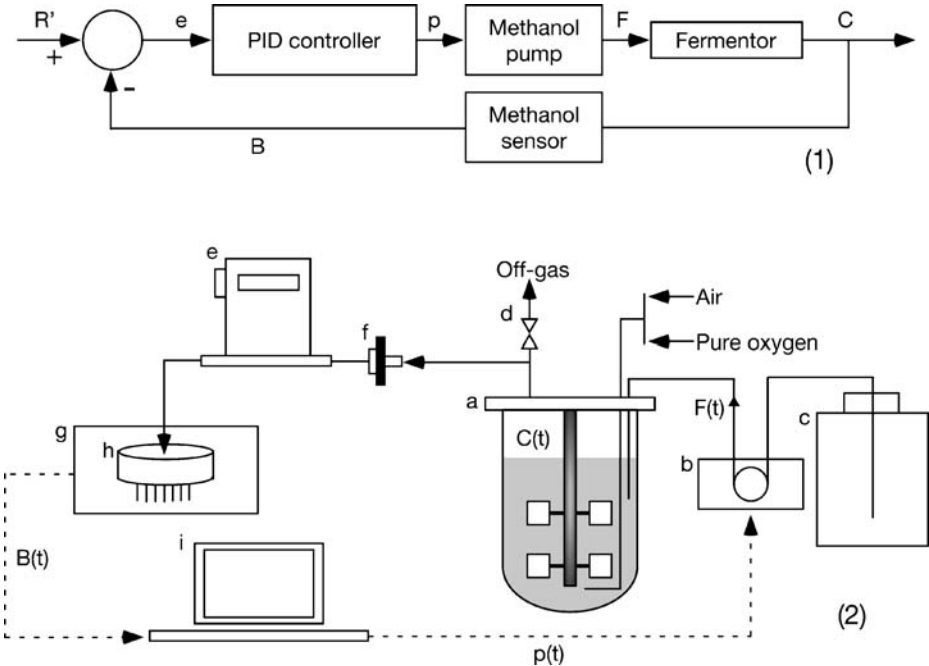 R'
+
-
e
PID controller
p
Methanol
pump
F
Fermentor
C
B
Methanol
sensor
(1)
e
Off-gas
d
Air
Pure oxygen
f
a
F(t)
c
g
h
C(t)
b
B(t)
i
p(t)
(2)